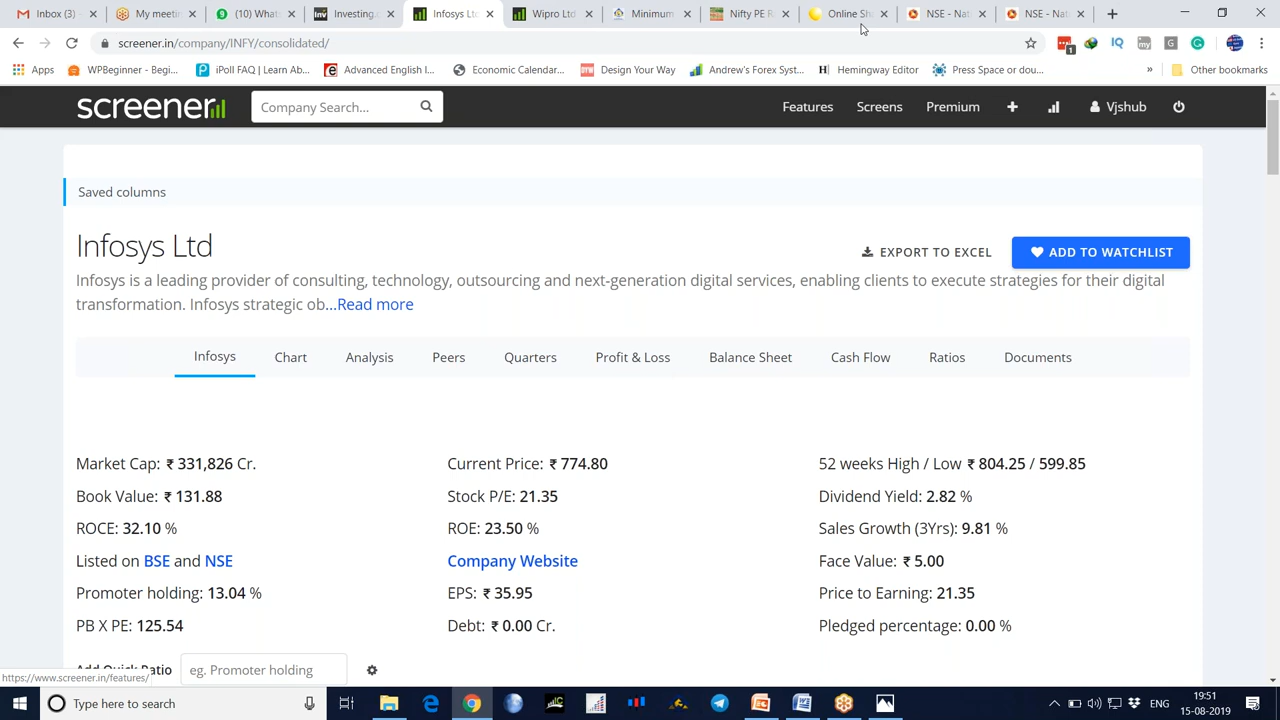 Inbox (3)
My meeti
(10) What
Investing.c
Infosys Lt
Wipro Ltd
Minimum
Nifty PE R
Online Sh
NSE - Nat
NSE - Nat
screener.in/company/INFY/consolidated/
Apps
WPBeginner - Begi...
iPoll FAQ | Learn Ab...
Advanced English I...
Economic Calendar...
Design Your Way
Andrew's Forex Syst...
Hemingway Editor
Press Space or dou...
»
Other bookmarks
screener
Company Search...
Features
Screens
Premium
Vjshub
Saved columns
Infosys Ltd
EXPORT TO EXCEL
ADD TO WATCHLIST
Infosys is a leading provider of consulting, technology, outsourcing and next-generation digital services, enabling clients to execute strategies for their digital
transformation. Infosys strategic ob...Read more
Infosys
Chart
Analysis
Peers
Quarters
Profit & Loss
Balance Sheet
Cash Flow
Ratios
Documents
Market Cap: ₹ 331,826 Cr.
Current Price: ₹ 774.80
52 weeks High / Low ₹ 804.25 / 599.85
Book Value: ₹ 131.88
Stock P/E: 21.35
Dividend Yield: 2.82 %
ROCE: 32.10 %
ROE: 23.50 %
Sales Growth (3Yrs): 9.81 %
Listed on BSE and NSE
Company Website
Face Value: ₹ 5.00
Promoter holding: 13.04 %
EPS: ₹ 35.95
Price to Earning: 21.35
PB X PE: 125.54
Debt: ₹ 0.00 Cr.
Pledged percentage: 0.00 %
Add Quick Ratio
eg. Promoter holding
https://www.screener.in/features/
Type here to search
ENG
19:51
15-08-2019